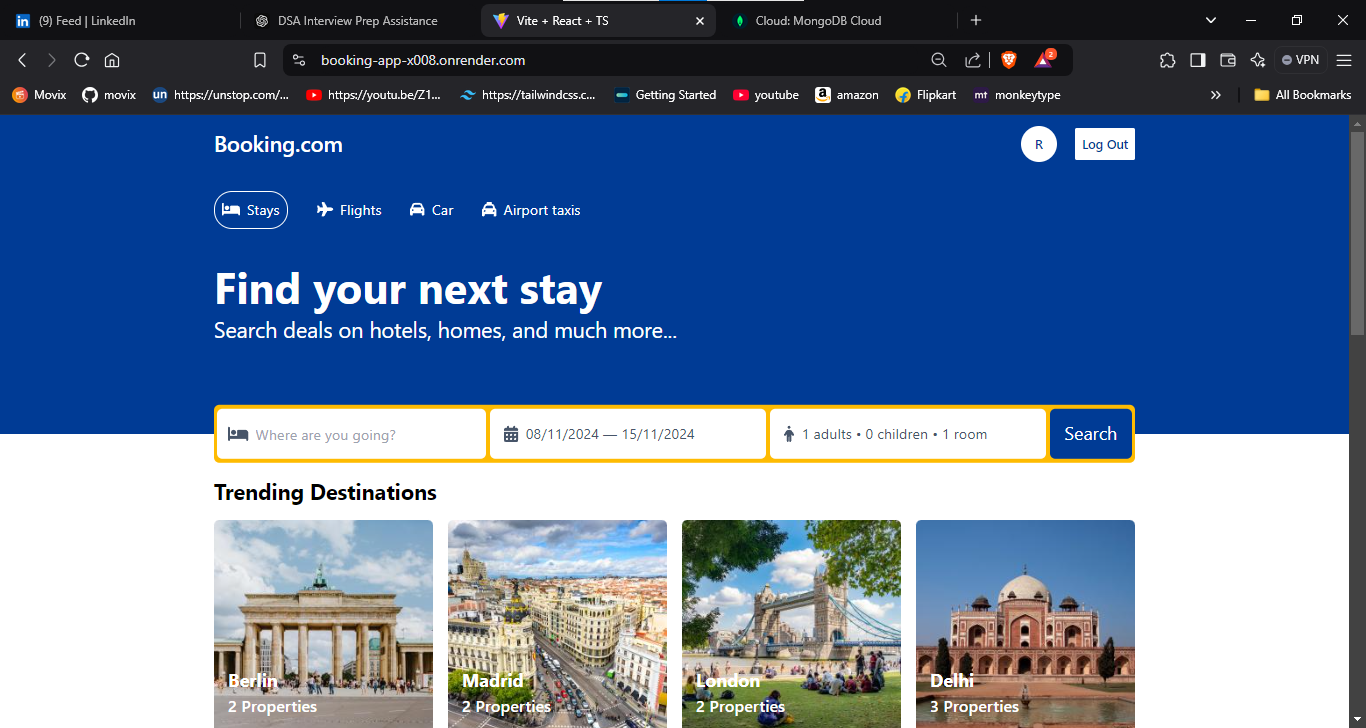 (9) Feed | LinkedIn
DSA Interview Prep Assistance
Vite + React + TS
Cloud: MongoDB Cloud
booking-app-x008.onrender.com
2
VPN
Movix
movix
un
https://unstop.com/...
https://youtu.be/Z1...
https://tailwindcss.c...
Getting Started
youtube
amazon
Flipkart
mt
monkeytype
All Bookmarks
Booking.com
R
Log Out
Stays
Flights
Car
Airport taxis
Find your next stay
Search deals on hotels, homes, and much more...
Where are you going?
08/11/2024 — 15/11/2024
1 adults • 0 children • 1 room
Search
Trending Destinations
Berlin
2 Properties
Madrid
2 Properties
London
2 Properties
Delhi
3 Properties